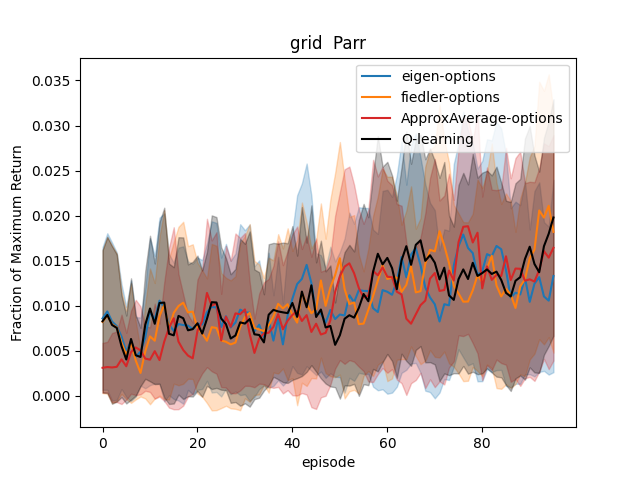 grid Parr
eigen-options
fiedler-options
ApproxAverage-options
Q-learning
Fraction of Maximum Return
0.035
0.030
0.025
0.020
0.015
0.010
0.005
0.000
0 20 40 60 80
episode